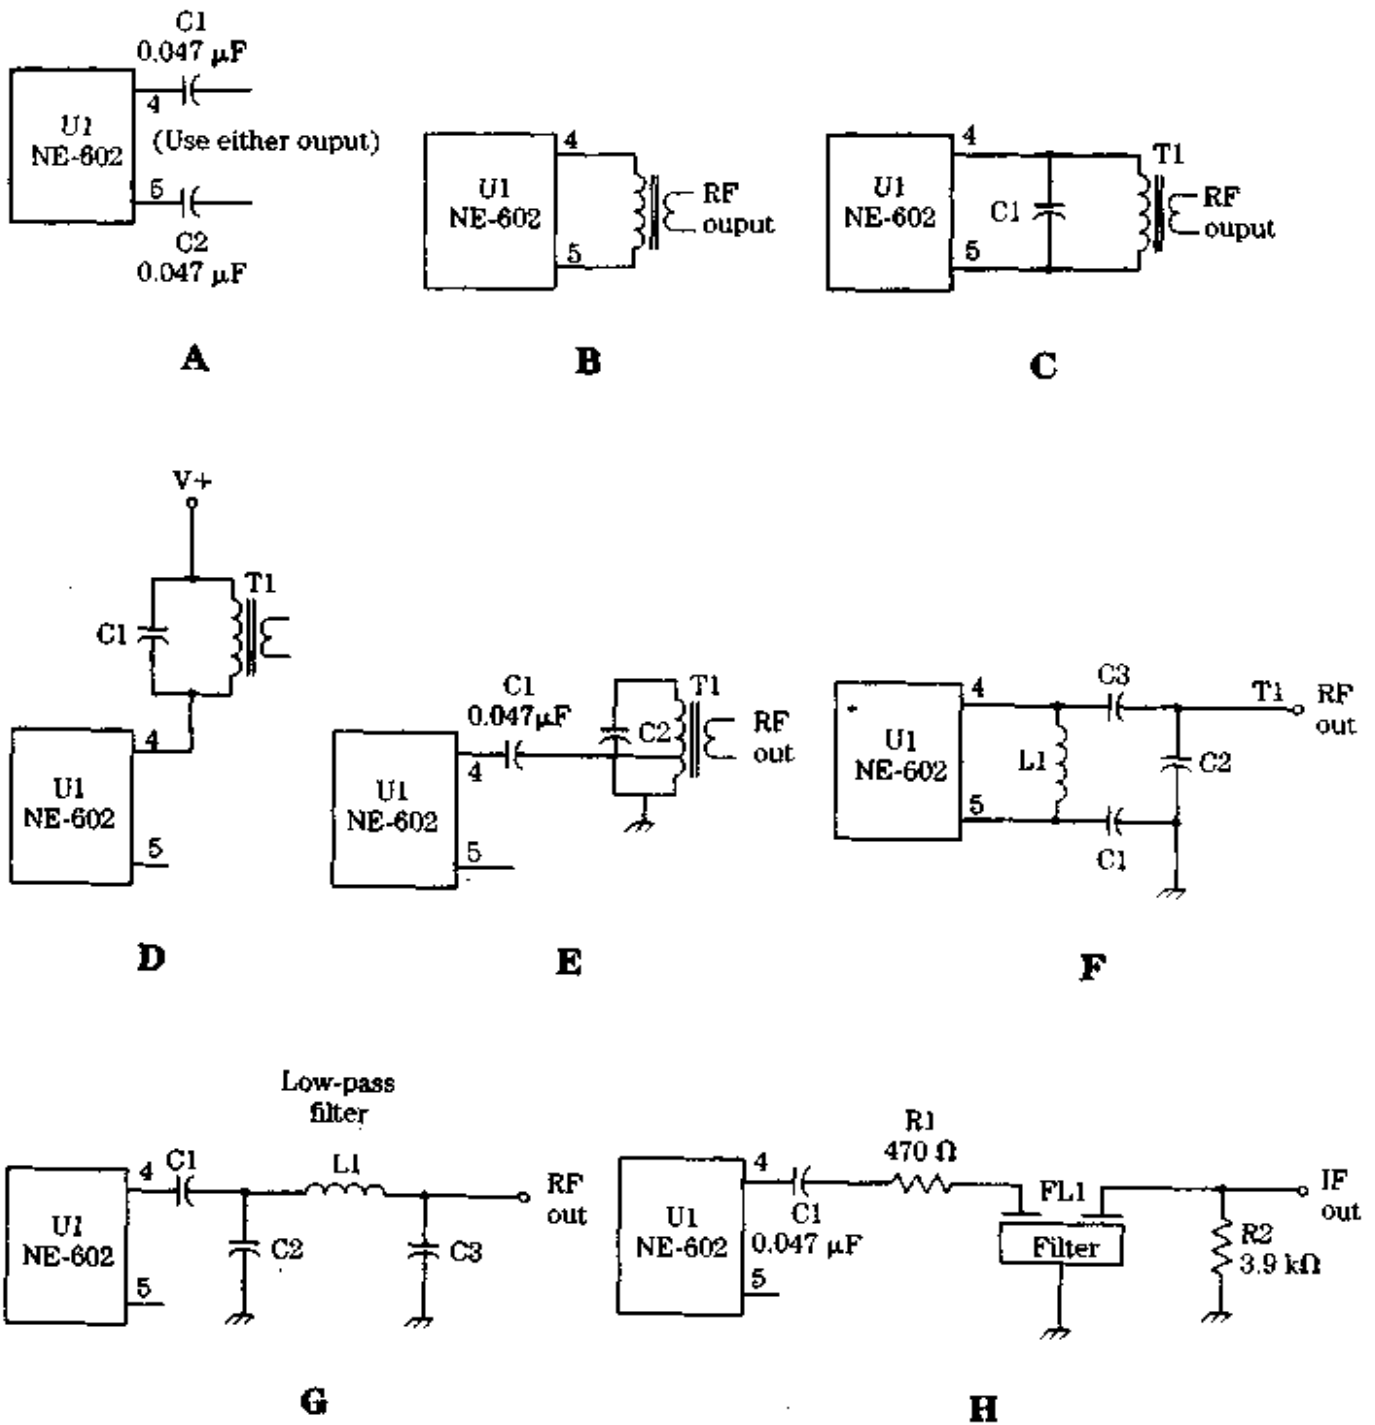 C1
0.047 µF
4
U1
NE-602
(Use either ouput)
5
C2
0.047 µF
A
4
U1
NE-602
RF
ouput
5
B
4
T1
U1
NE-602
C1
RF
ouput
5
C
V+
T1
C1
4
U1
NE-602
5
D
C1
0.047µF
T1
C2
RF
out
4
U1
NE-602
5
E
4
C3
T1
RF
out
U1
NE-602
L1
C2
5
C1
F
Low-pass
filter
4
C1
L1
RF
out
U1
NE-602
C2
C3
5
G
R1
470 Ω
4
C1
0.047 µF
U1
NE-602
5
FL1
Filter
IF
out
R2
3.9 kΩ
H